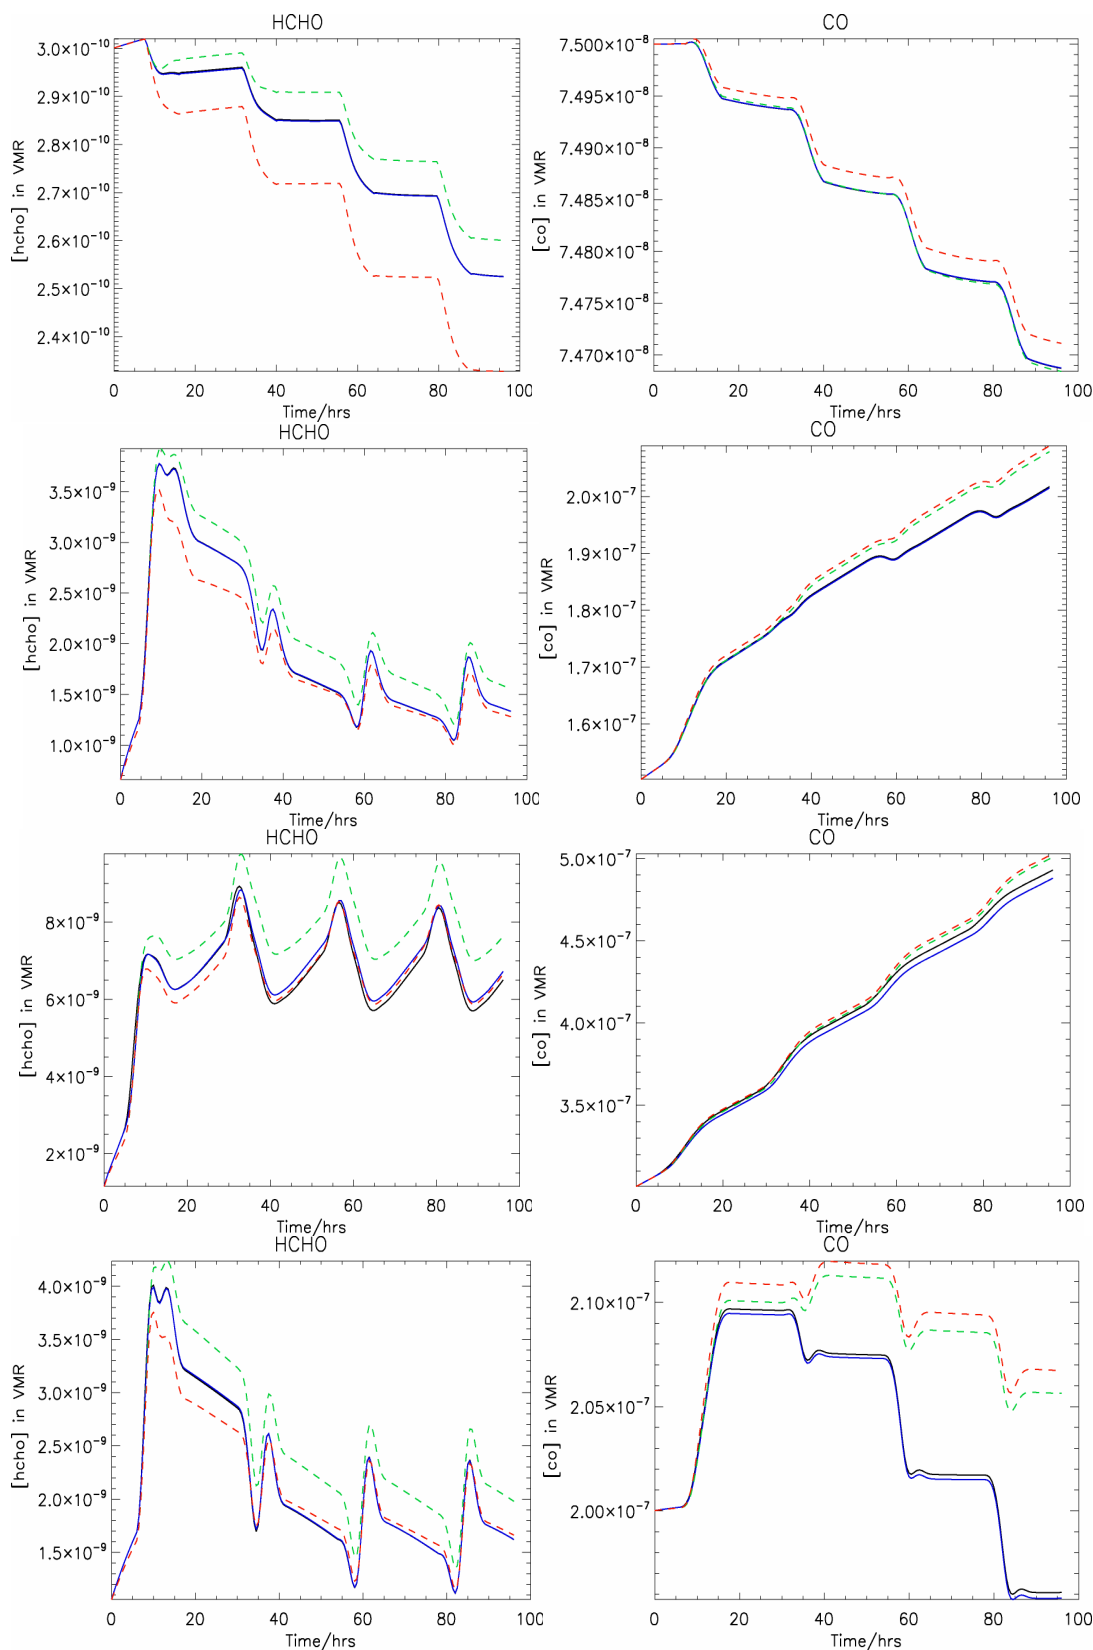 HCHO
[hcho] in VMR
3.0×10⁻¹⁰
2.9×10⁻¹⁰
2.8×10⁻¹⁰
2.7×10⁻¹⁰
2.6×10⁻¹⁰
2.5×10⁻¹⁰
2.4×10⁻¹⁰
0 20 40 60 80 100
Time/hrs
CO
[co] in VMR
7.500×10⁻⁸
7.495×10⁻⁸
7.490×10⁻⁸
7.485×10⁻⁸
7.480×10⁻⁸
7.475×10⁻⁸
7.470×10⁻⁸
0 20 40 60 80 100
Time/hrs
HCHO
[hcho] in VMR
3.5×10⁻⁹
3.0×10⁻⁹
2.5×10⁻⁹
2.0×10⁻⁹
1.5×10⁻⁹
1.0×10⁻⁹
0 20 40 60 80 100
Time/hrs
CO
[co] in VMR
2.0×10⁻⁷
1.9×10⁻⁷
1.8×10⁻⁷
1.7×10⁻⁷
1.6×10⁻⁷
0 20 40 60 80 100
Time/hrs
HCHO
[hcho] in VMR
8×10⁻⁹
6×10⁻⁹
4×10⁻⁹
2×10⁻⁹
0 20 40 60 80 100
Time/hrs
CO
[co] in VMR
5.0×10⁻⁷
4.5×10⁻⁷
4.0×10⁻⁷
3.5×10⁻⁷
0 20 40 60 80 100
Time/hrs
HCHO
[hcho] in VMR
4.0×10⁻⁹
3.5×10⁻⁹
3.0×10⁻⁹
2.5×10⁻⁹
2.0×10⁻⁹
1.5×10⁻⁹
0 20 40 60 80 100
Time/hrs
CO
[co] in VMR
2.10×10⁻⁷
2.05×10⁻⁷
2.00×10⁻⁷
0 20 40 60 80 100
Time/hrs